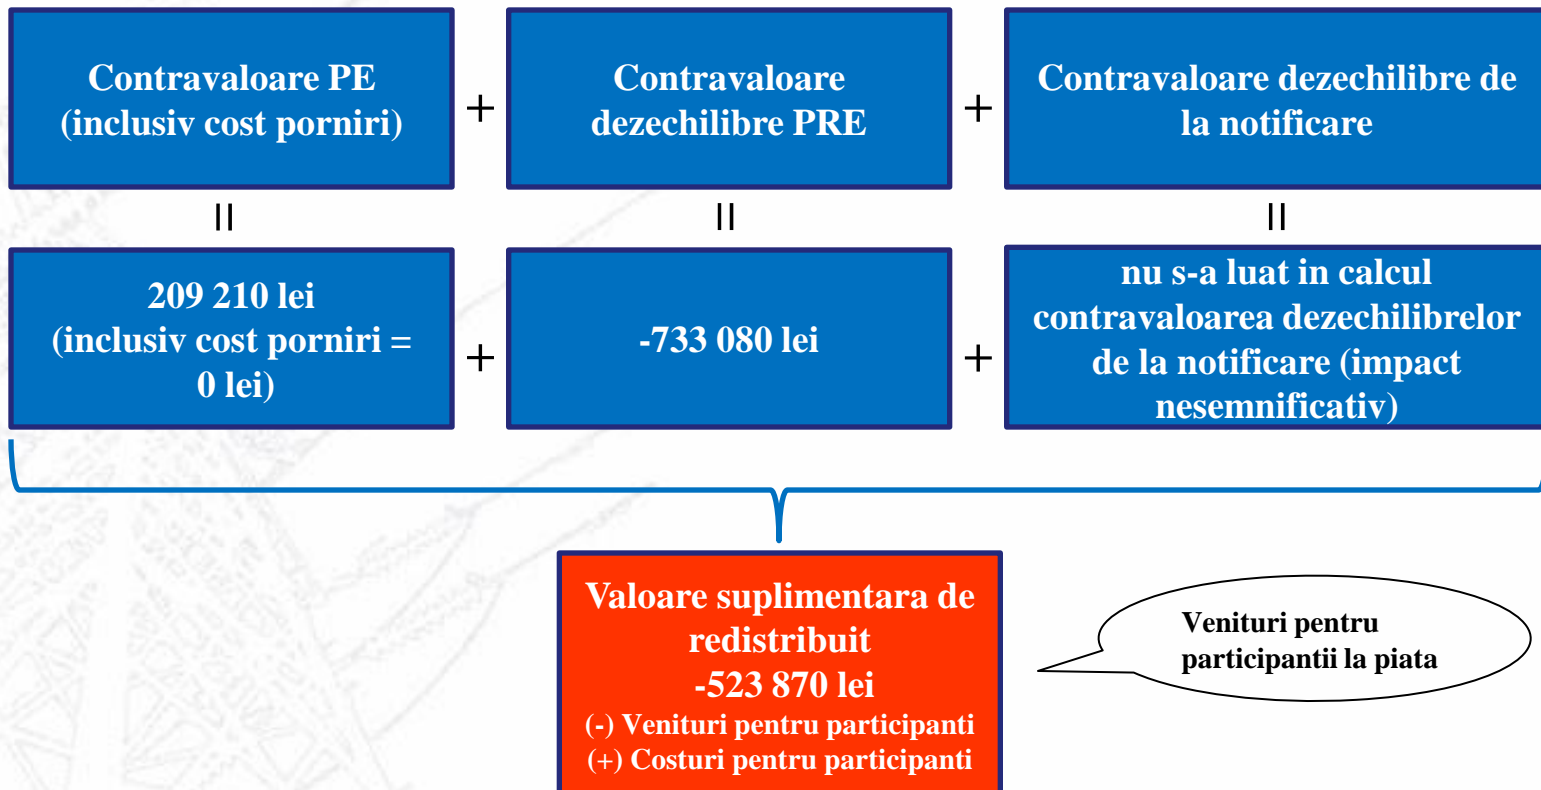 Contravaloare PE
(inclusiv cost porniri)
+
Contravaloare
dezechilibre PRE
+
Contravaloare dezechilibre de
la notificare
=
=
=
209 210 lei
(inclusiv cost porniri =
0 lei)
+
-733 080 lei
+
nu s-a luat in calcul
contravaloarea dezechilibrelor
de la notificare (impact
nesemnificativ)
Valoare suplimentara de
redistribuit
-523 870 lei
(-) Venituri pentru participanti
(+) Costuri pentru participanti
Venituri pentru
participantii la piata